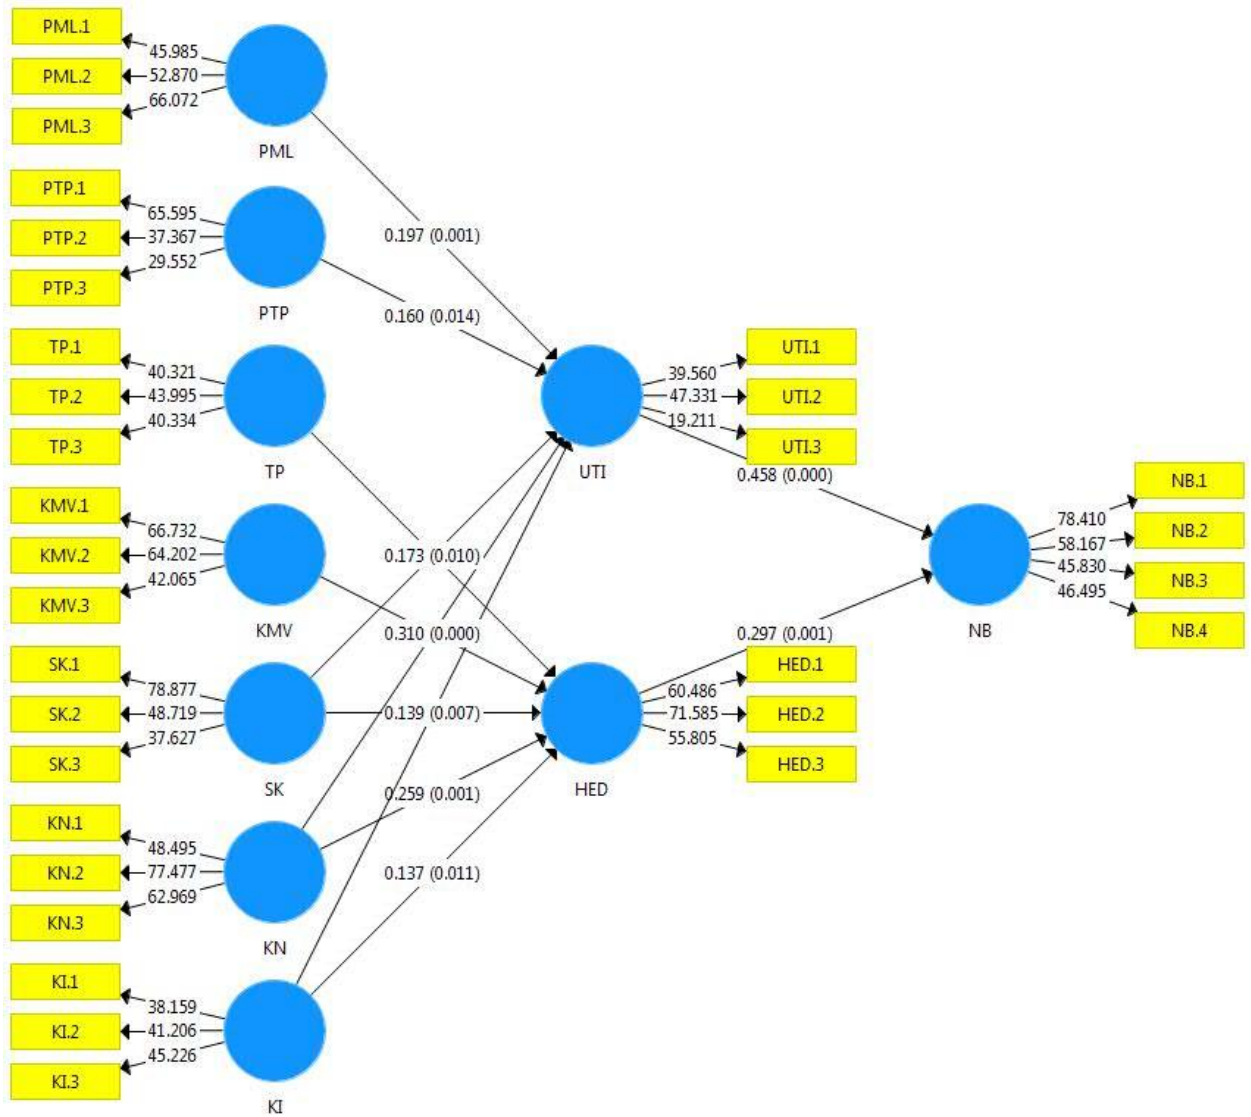 PML.1
45.985
PML.2
52.870
66.072
PML.3
PML
PTP.1
65.595
PTP.2
37.367
29.552
PTP.3
PTP
0.197 (0.001)
0.160 (0.014)
TP.1
40.321
TP.2
43.995
40.334
TP.3
TP
UTI.1
39.560
UTI.2
47.331
19.211
UTI.3
UTI
0.458 (0.000)
KMV.1
66.732
KMV.2
64.202
42.065
KMV.3
KMV
0.173 (0.010)
0.310 (0.000)
NB.1
78.410
NB.2
58.167
45.830
NB.3
46.495
NB.4
NB
0.297 (0.001)
SK.1
78.877
SK.2
48.719
37.627
SK.3
SK
0.139 (0.007)
HED.1
60.486
HED.2
71.585
55.805
HED.3
HED
0.259 (0.001)
KN.1
48.495
KN.2
77.477
62.969
KN.3
KN
0.137 (0.011)
KI.1
38.159
KI.2
41.206
45.226
KI.3
KI